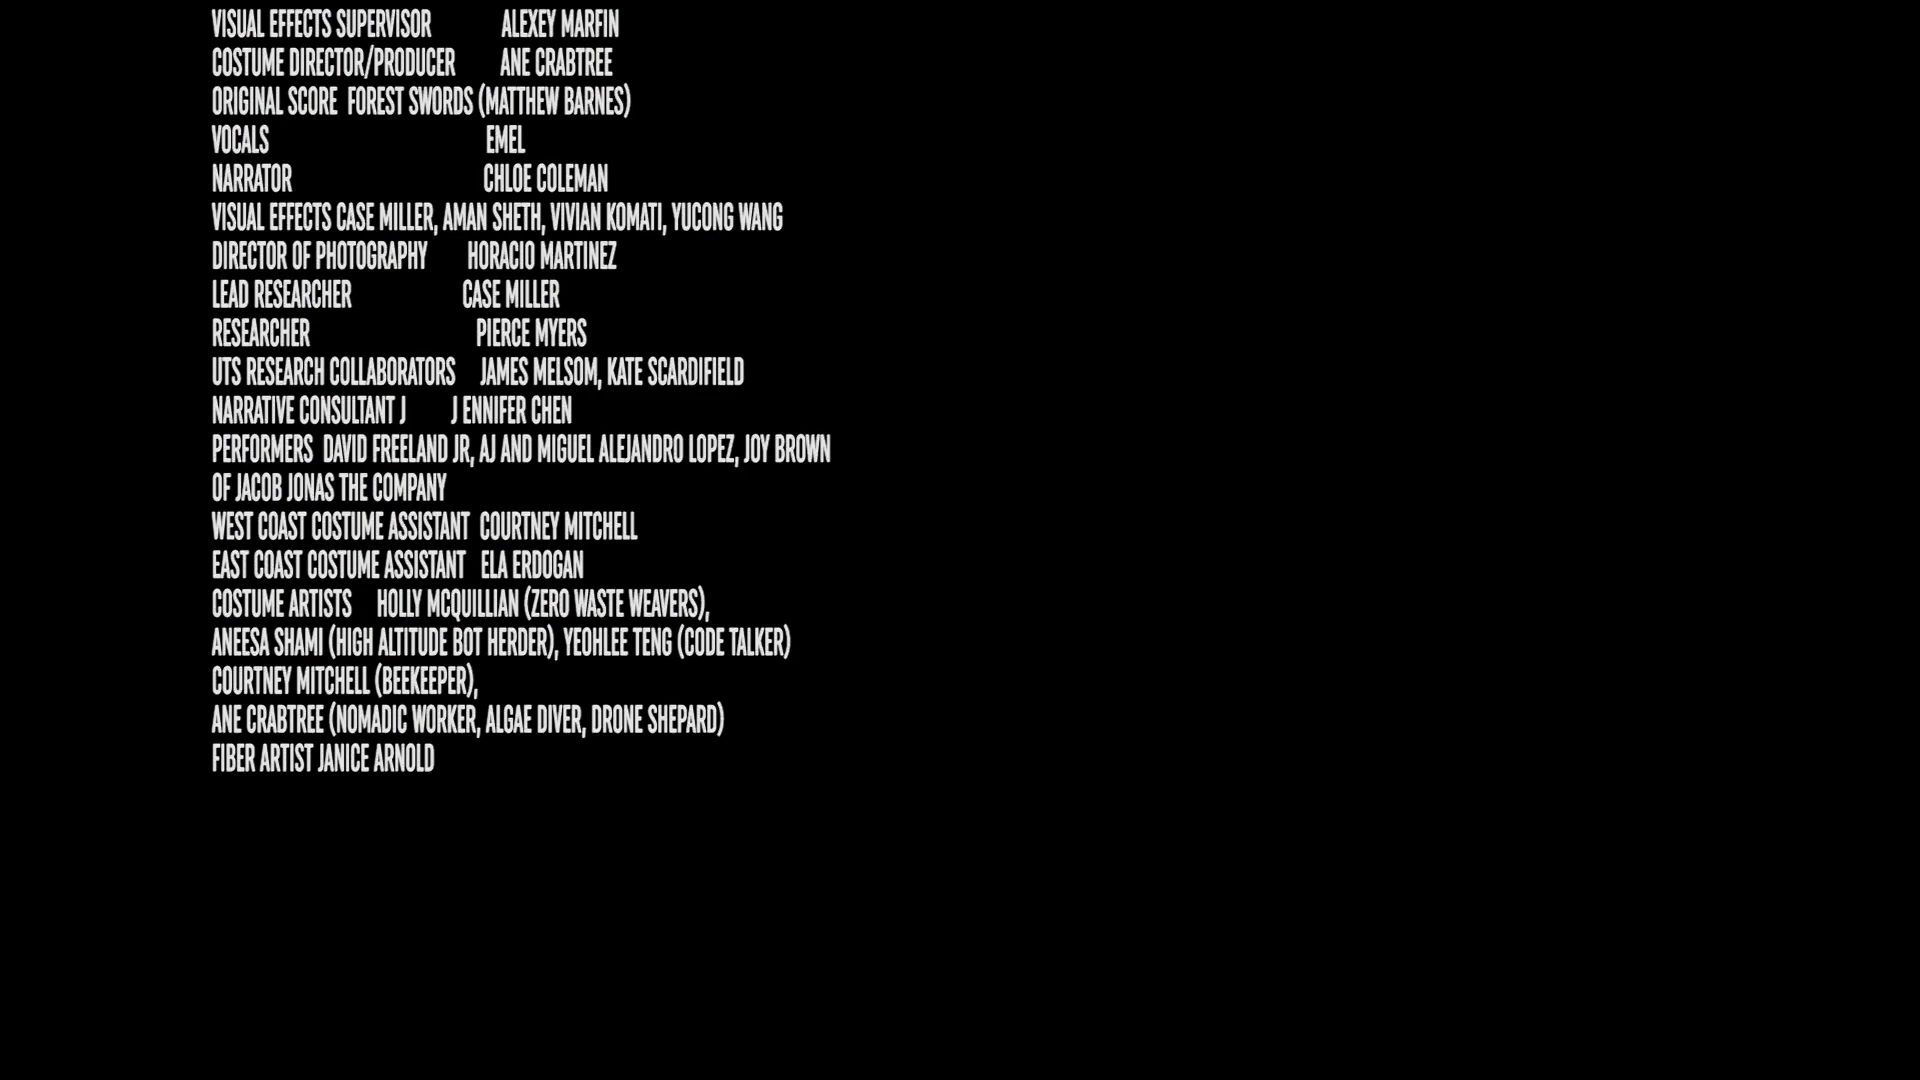 VISUAL EFFECTS SUPERVISOR ALEXEY MARFIN
COSTUME DIRECTOR/PRODUCER ANE CRABTREE
ORIGINAL SCORE FOREST SWORDS (MATTHEW BARNES)
VOCALS EMEL
NARRATOR CHLOE COLEMAN
VISUAL EFFECTS CASE MILLER, AMAN SHETH, VIVIAN KOMATI, YUCONG WANG
DIRECTOR OF PHOTOGRAPHY HORACIO MARTINEZ
LEAD RESEARCHER CASE MILLER
RESEARCHER PIERCE MYERS
UTS RESEARCH COLLABORATORS JAMES MELSOM, KATE SCARDIFIELD
NARRATIVE CONSULTANT J J ENNIFER CHEN
PERFORMERS DAVID FREELAND JR, AJ AND MIGUEL ALEJANDRO LOPEZ, JOY BROWN
OF JACOB JONAS THE COMPANY
WEST COAST COSTUME ASSISTANT COURTNEY MITCHELL
EAST COAST COSTUME ASSISTANT ELA ERDOGAN
COSTUME ARTISTS HOLLY MCQUILLIAN (ZERO WASTE WEAVERS),
ANEESA SHAMI (HIGH ALTITUDE BOT HERDER), YEOHLEE TENG (CODE TALKER)
COURTNEY MITCHELL (BEEKEEPER),
ANE CRABTREE (NOMADIC WORKER, ALGAE DIVER, DRONE SHEPARD)
FIBER ARTIST JANICE ARNOLD